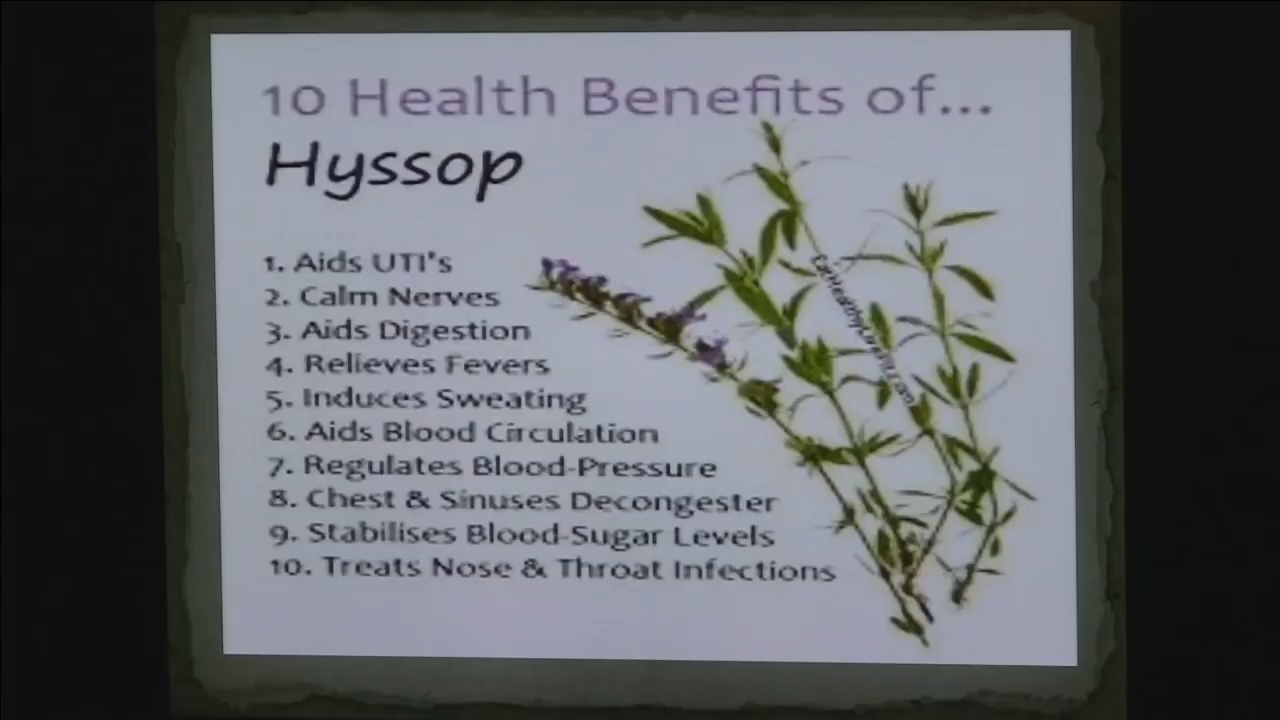 10 Health Benefits of...
Hyssop
1. Aids UTI's
2. Calm Nerves
3. Aids Digestion
4. Relieves Fevers
5. Induces Sweating
6. Aids Blood Circulation
7. Regulates Blood-Pressure
8. Chest & Sinuses Decongester
9. Stabilises Blood-Sugar Levels
10. Treats Nose & Throat Infections